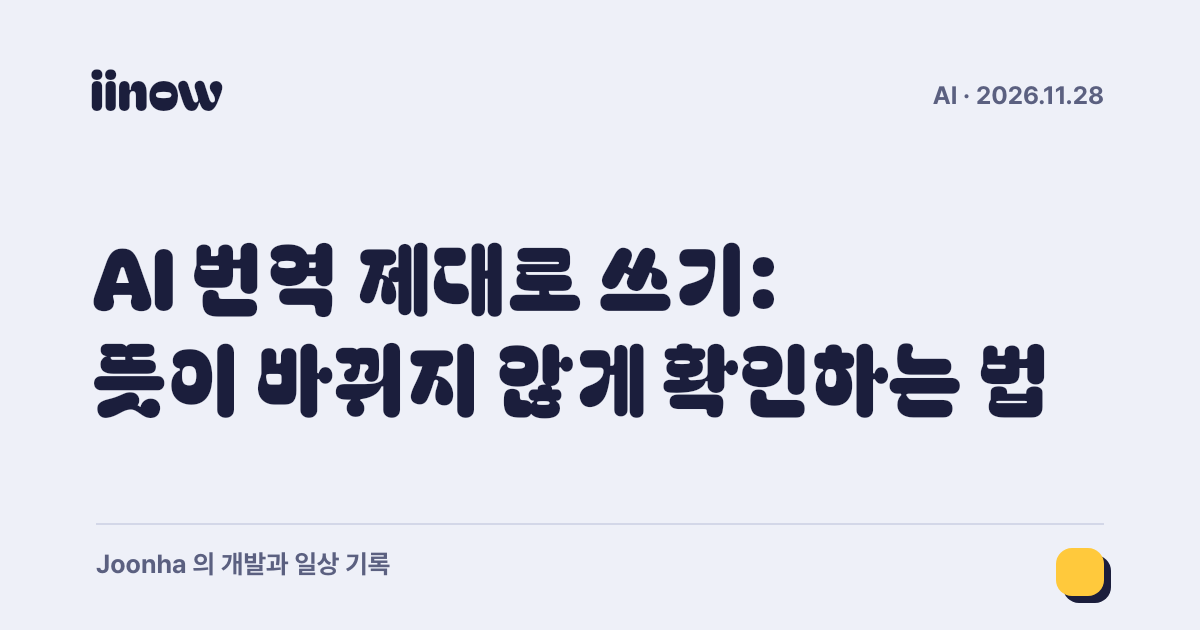 iinow
AI · 2026.11.28
AI 번역 제대로 쓰기:
뜻이 바뀌지 않게 확인하는 법
Joonha 의 개발과 일상 기록